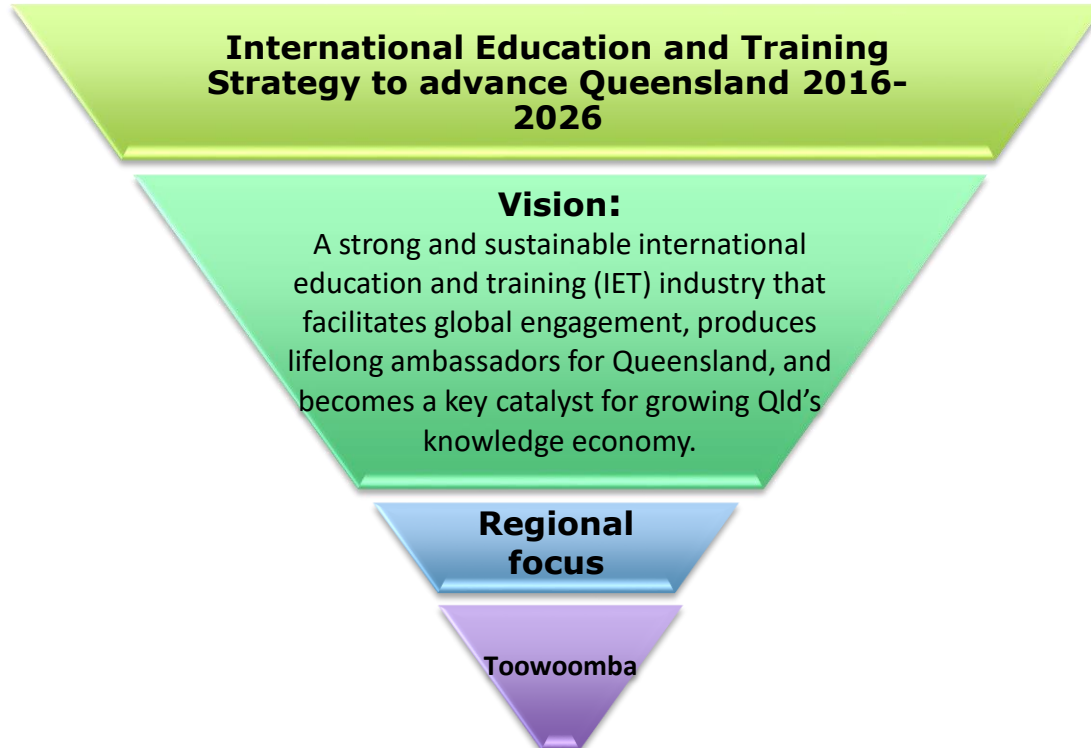 International Education and Training
Strategy to advance Queensland 2016-
2026
Vision:
A strong and sustainable international
education and training (IET) industry that
facilitates global engagement, produces
lifelong ambassadors for Queensland, and
becomes a key catalyst for growing Qld’s
knowledge economy.
Regional
focus
Toowoomba